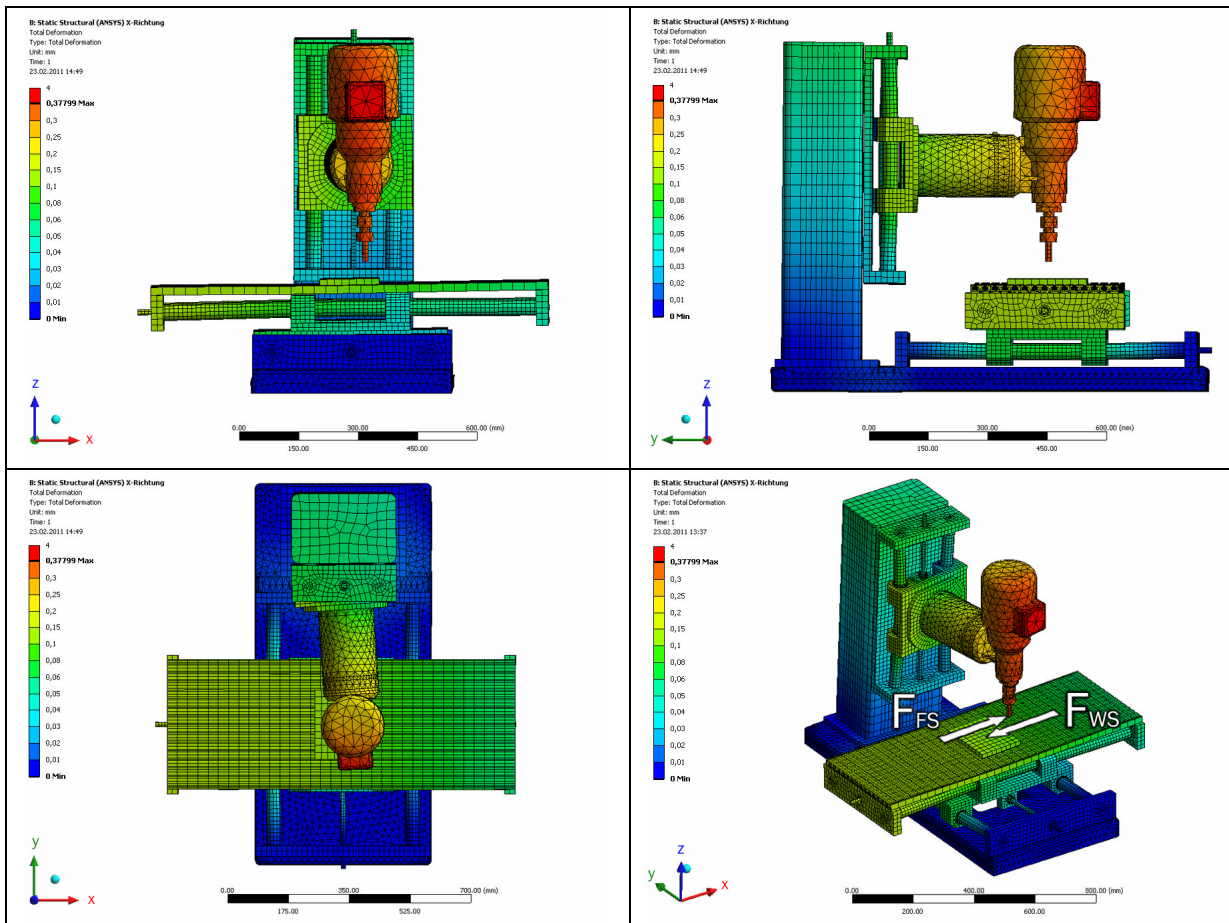 B: Static Structural (ANSYS) X-Richtung
Total Deformation
Type: Total Deformation
Unit: mm
Time: 1
23.02.2011 14:49
4
0,37799 Max
0,3
0,25
0,2
0,15
0,1
0,08
0,06
0,04
0,03
0,02
0,01
0 Min
z
x
0.00 300.00 600.00 (mm)
150.00 450.00
B: Static Structural (ANSYS) X-Richtung
Total Deformation
Type: Total Deformation
Unit: mm
Time: 1
23.02.2011 14:49
4
0,37799 Max
0,3
0,25
0,2
0,15
0,1
0,08
0,06
0,04
0,03
0,02
0,01
0 Min
z
y
0.00 300.00 600.00 (mm)
150.00 450.00
B: Static Structural (ANSYS) X-Richtung
Total Deformation
Type: Total Deformation
Unit: mm
Time: 1
23.02.2011 14:49
4
0,37799 Max
0,3
0,25
0,2
0,15
0,1
0,08
0,06
0,04
0,03
0,02
0,01
0 Min
y
x
0.00 350.00 700.00 (mm)
175.00 525.00
B: Static Structural (ANSYS) X-Richtung
Total Deformation
Type: Total Deformation
Unit: mm
Time: 1
23.02.2011 13:37
4
0,37799 Max
0,3
0,25
0,2
0,15
0,1
0,08
0,06
0,04
0,03
0,02
0,01
0 Min
FFS FWS
z
y x
0.00 400.00 800.00 (mm)
200.00 600.00